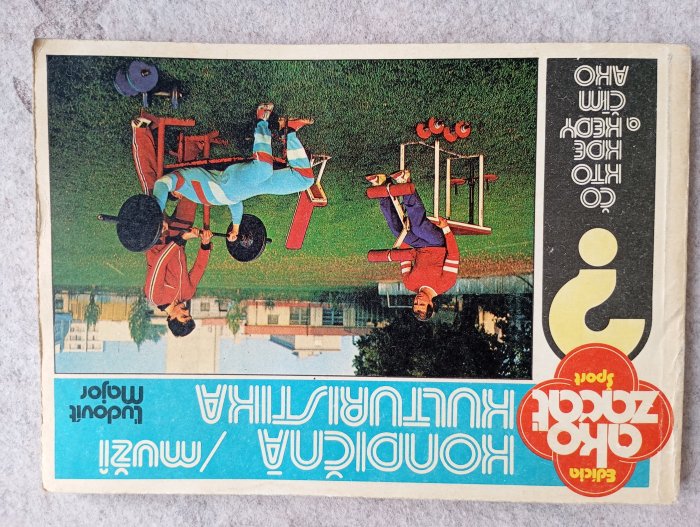 Edícia
ako
začať
Šport
KONDIČNÁ / MUŽI
KULTURISTIKA
Ľudovít
Major
ČO
KTO
KDE
a KEDY
ČÍM
AKO
?